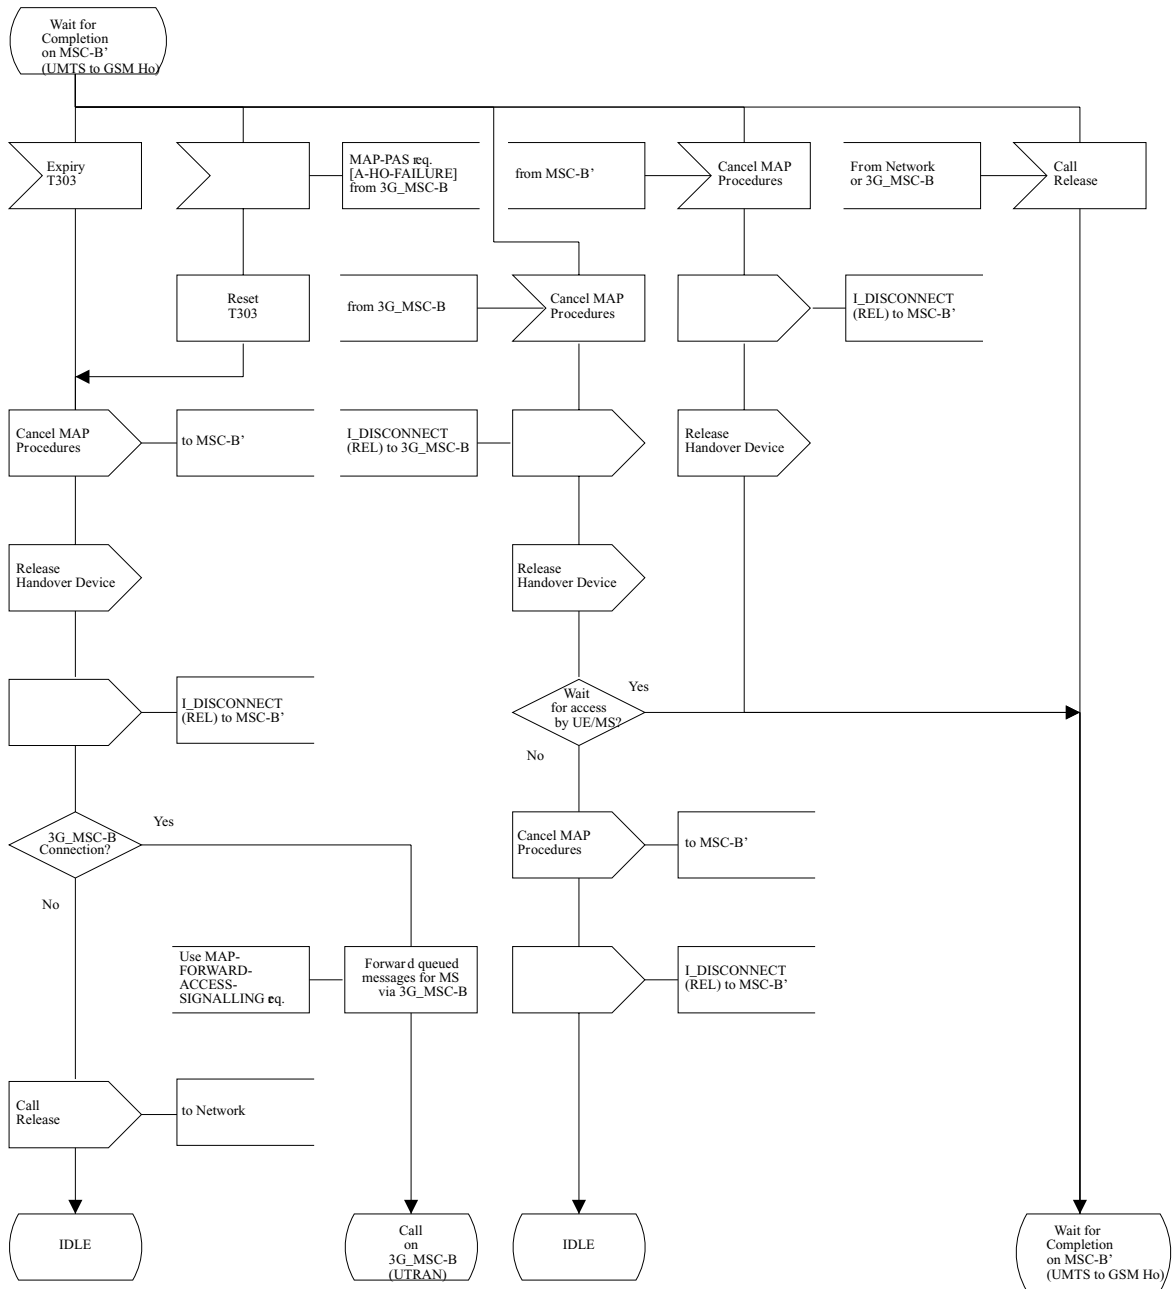 Wait for
Completion
on MSC-B’
(UMTS to GSM Ho)
Expiry
T303
MAP-PAS req.
[A-HO-FAILURE]
from 3G_MSC-B
from MSC-B’
Cancel MAP
Procedures
From Network
or 3G_MSC-B
Call
Release
Reset
T303
from 3G_MSC-B
Cancel MAP
Procedures
I_DISCONNECT
(REL) to MSC-B’
Cancel MAP
Procedures
to MSC-B’
I_DISCONNECT
(REL) to 3G_MSC-B
Release
Handover Device
Release
Handover Device
Release
Handover Device
I_DISCONNECT
(REL) to MSC-B’
Wait
for access
by UE/MS?
Yes
No
3G_MSC-B
Connection?
Yes
No
Cancel MAP
Procedures
to MSC-B’
Use MAP-
FORWARD-
ACCESS-
SIGNALLING req.
Forward queued
messages for MS
via 3G_MSC-B
I_DISCONNECT
(REL) to MSC-B’
Call
Release
to Network
IDLE
Call
on
3G_MSC-B
(UTRAN)
IDLE
Wait for
Completion
on MSC-B’
(UMTS to GSM Ho)